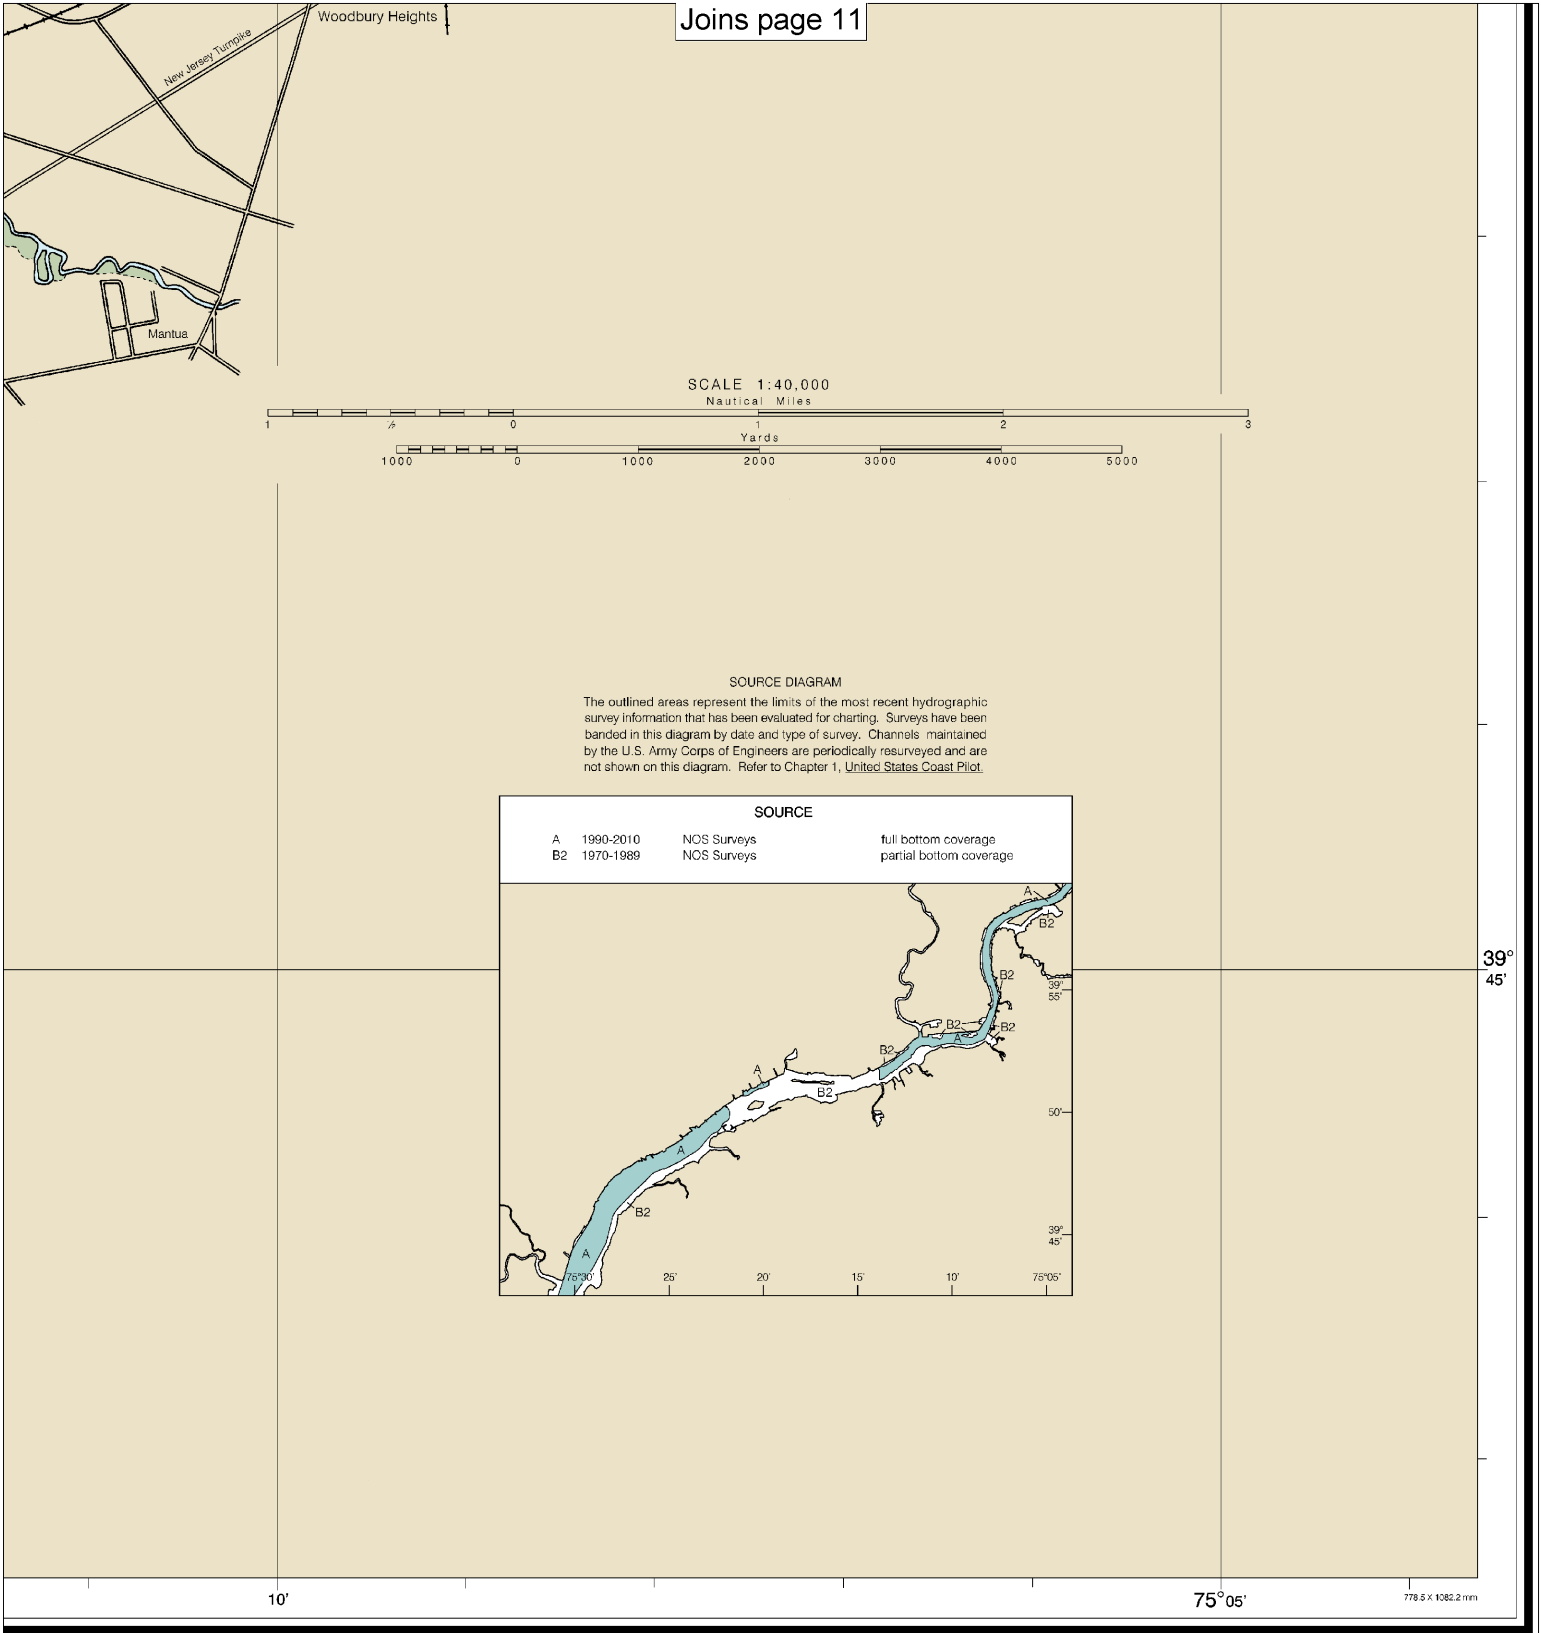 Joins page 11
Woodbury Heights
New Jersey Turnpike
Mantua
SCALE 1:40,000
Nautical Miles
1 ½ 0 1 2 3
Yards
1000 0 1000 2000 3000 4000 5000
SOURCE DIAGRAM
The outlined areas represent the limits of the most recent hydrographic
survey information that has been evaluated for charting. Surveys have been
banded in this diagram by date and type of survey. Channels maintained
by the U.S. Army Corps of Engineers are periodically resurveyed and are
not shown on this diagram. Refer to Chapter 1, United States Coast Pilot.
SOURCE
A 1990-2010 NOS Surveys full bottom coverage
B2 1970-1989 NOS Surveys partial bottom coverage
A
B2
39°
45'
B2
39°
55'
B2
A
B2
B2
A
B2
50'
A
B2
39°
45'
A
75°30' 25' 20' 15' 10' 75°05'
10'
75°05'
778.5 X 1082.2 mm